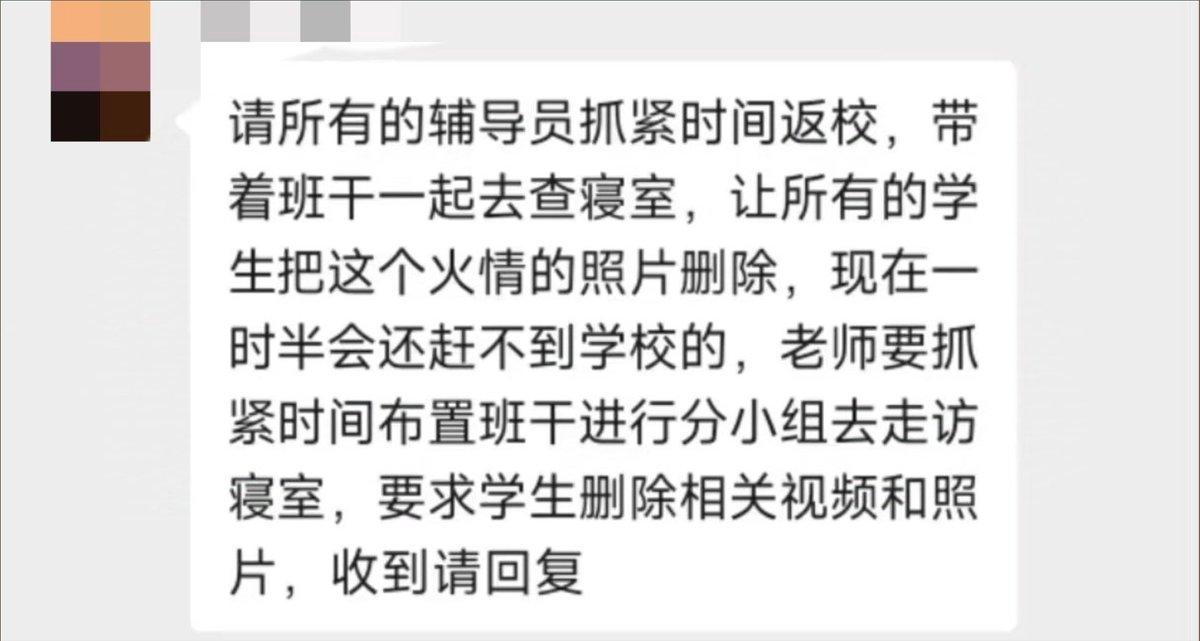 请所有的辅导员抓紧时间返校，带
着班干一起去查寝室，让所有的学
生把这个火情的照片删除，现在一
时半会还赶不到学校的，老师要抓
紧时间布置班干进行分小组去走访
寝室，要求学生删除相关视频和照
片，收到请回复